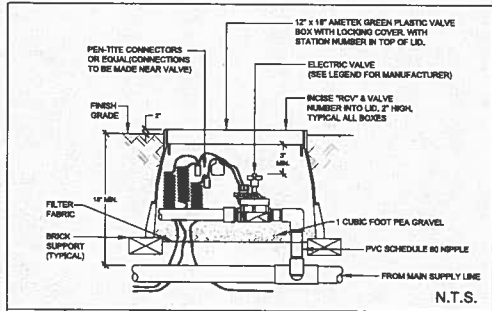 12" x 18" AMETEK GREEN PLASTIC VALVE
BOX WITH LOCKING COVER. WITH
STATION NUMBER IN TOP OF LID.
PEN-TITE CONNECTORS
OR EQUAL(CONNECTIONS
TO BE MADE NEAR VALVE)
ELECTRIC VALVE
(SEE LEGEND FOR MANUFACTURER)
FINISH
GRADE
2"
INCISE "RCV" & VALVE
NUMBER INTO LID, 2" HIGH,
TYPICAL ALL BOXES
MIN.
18"
FILTER
FABRIC
1 CUBIC FOOT PEA GRAVEL
BRICK
SUPPORT
(TYPICAL)
PVC SCHEDULE 80 NIPPLE
FROM MAIN SUPPLY LINE
N.T.S.